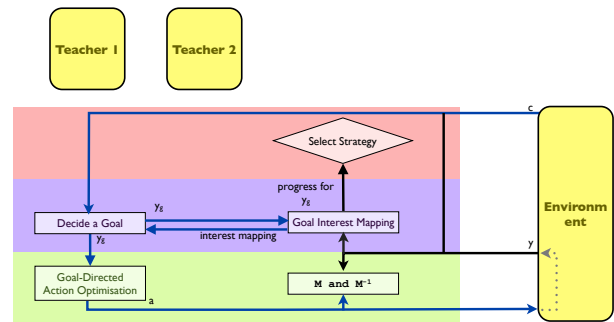 Teacher 1
Teacher 2
c
Select Strategy
progress for
y_g
Environm
ent
Decide a Goal
y_g
Goal Interest Mapping
interest mapping
y_g
y
Goal-Directed
Action Optimisation
M and M⁻¹
a